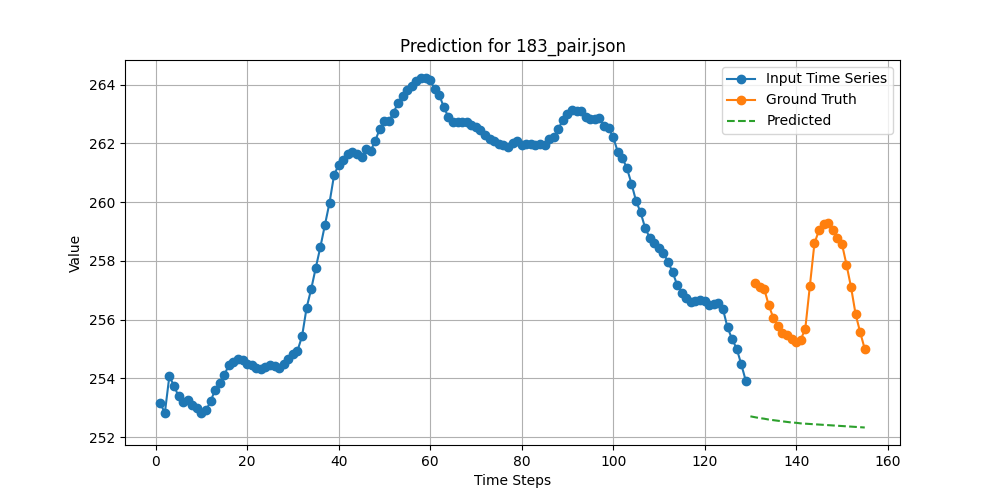 Prediction for 183_pair.json
Input Time Series
Ground Truth
Predicted
264
262
260
258
256
254
252
Value
0 20 40 60 80 100 120 140 160
Time Steps